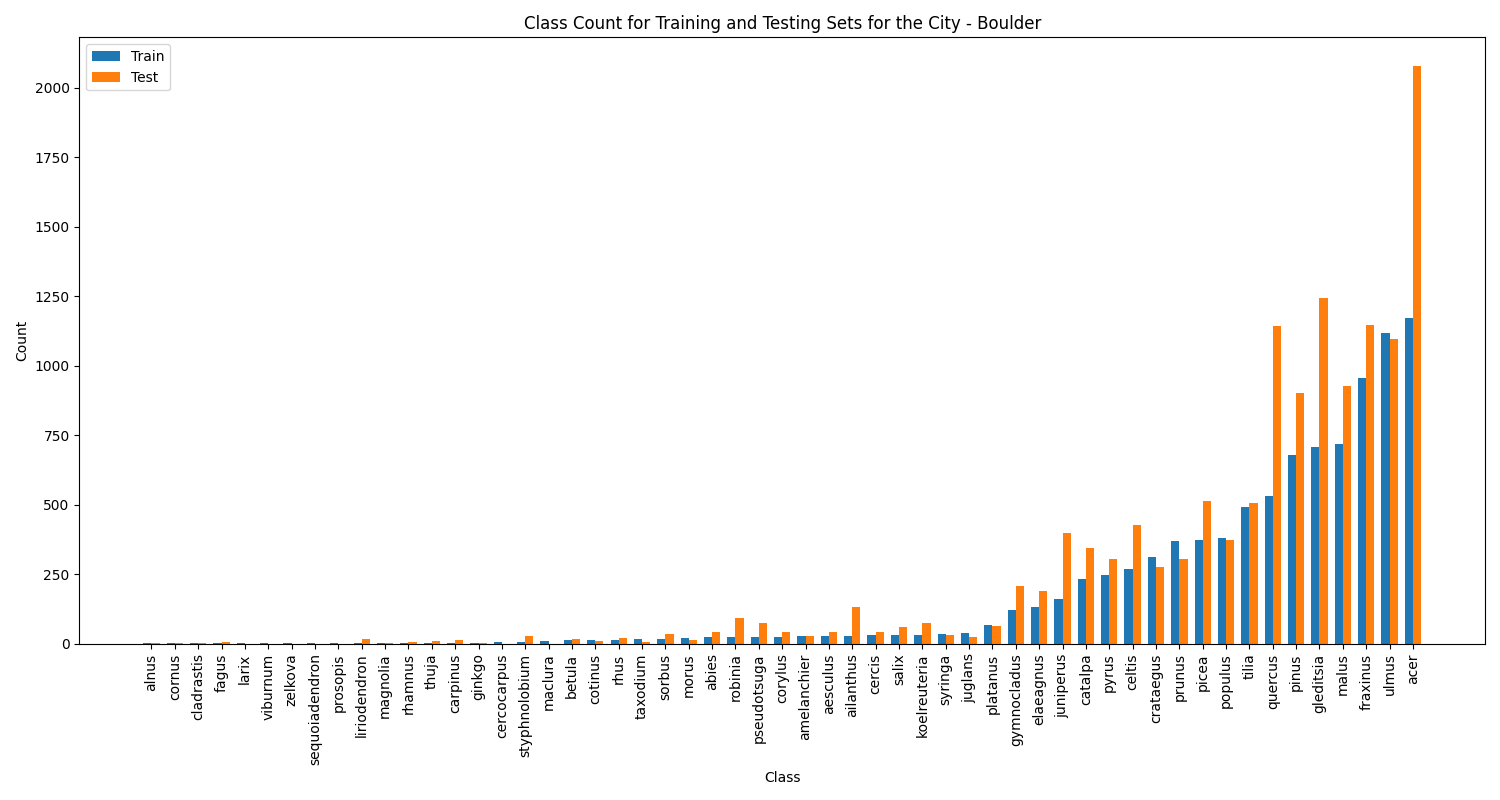 Class Count for Training and Testing Sets for the City - Boulder
Train
Test
2000
1750
1500
1250
1000
750
500
250
0
Count
alnus
cornus
cladrastis
fagus
larix
viburnum
zelkova
sequoiadendron
prosopis
liriodendron
magnolia
rhamnus
thuja
carpinus
ginkgo
cercocarpus
styphnolobium
maclura
betula
cotinus
rhus
taxodium
sorbus
morus
abies
robinia
pseudotsuga
corylus
amelanchier
aesculus
ailanthus
cercis
salix
koelreuteria
syringa
juglans
platanus
gymnocladus
elaeagnus
juniperus
catalpa
pyrus
celtis
crataegus
prunus
picea
populus
tilia
quercus
pinus
gleditsia
malus
fraxinus
ulmus
acer
Class